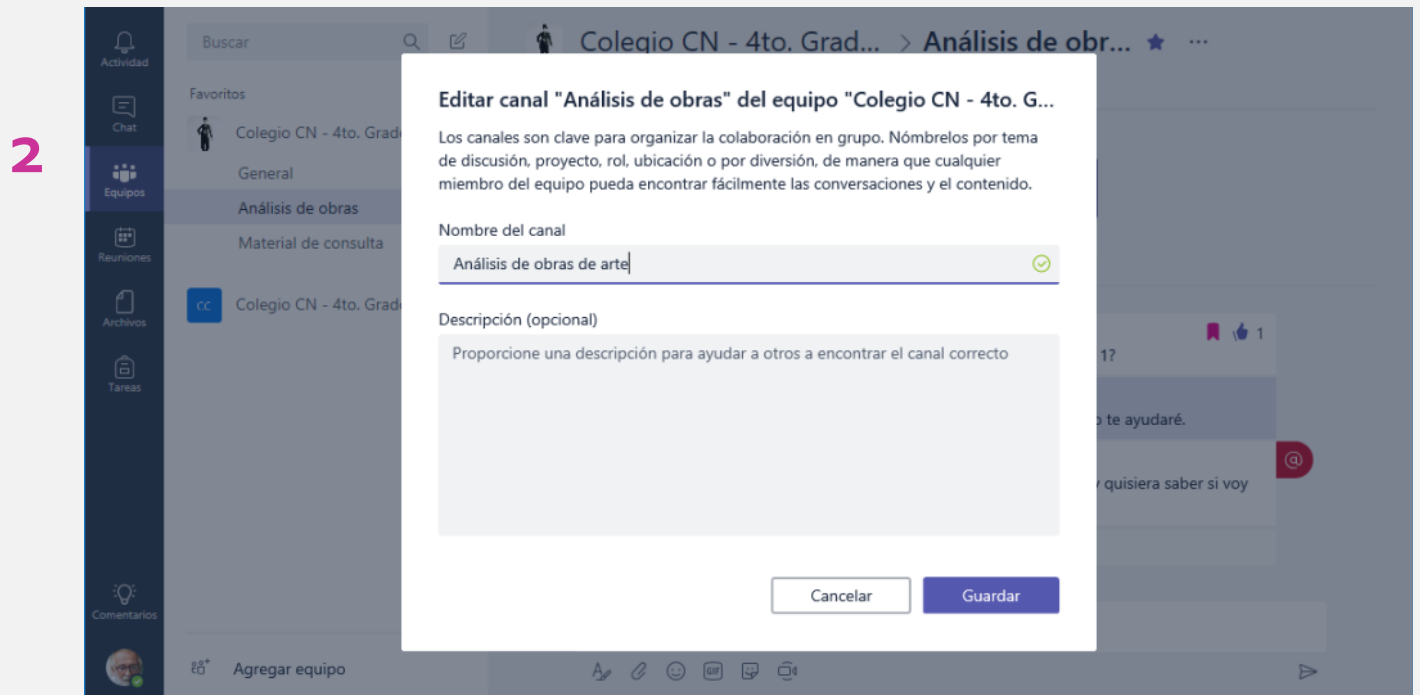 2
Actividad
Chat
Equipos
Reuniones
Archivos
Tareas
Comentarios
Buscar
Favoritos
Colegio CN - 4to. Grad
General
Análisis de obras
Material de consulta
CC
Colegio CN - 4to. Grad
Agregar equipo
Colegio CN - 4to. Grad... > Análisis de obr... ...
Editar canal "Análisis de obras" del equipo "Colegio CN - 4to. G...
Los canales son clave para organizar la colaboración en grupo. Nómbrelos por tema
de discusión, proyecto, rol, ubicación o por diversión, de manera que cualquier
miembro del equipo pueda encontrar fácilmente las conversaciones y el contenido.
Nombre del canal
Análisis de obras de arte
Descripción (opcional)
Proporcione una descripción para ayudar a otros a encontrar el canal correcto
Cancelar
Guardar
1
1?
te ayudaré.
@
quisiera saber si voy
GIF